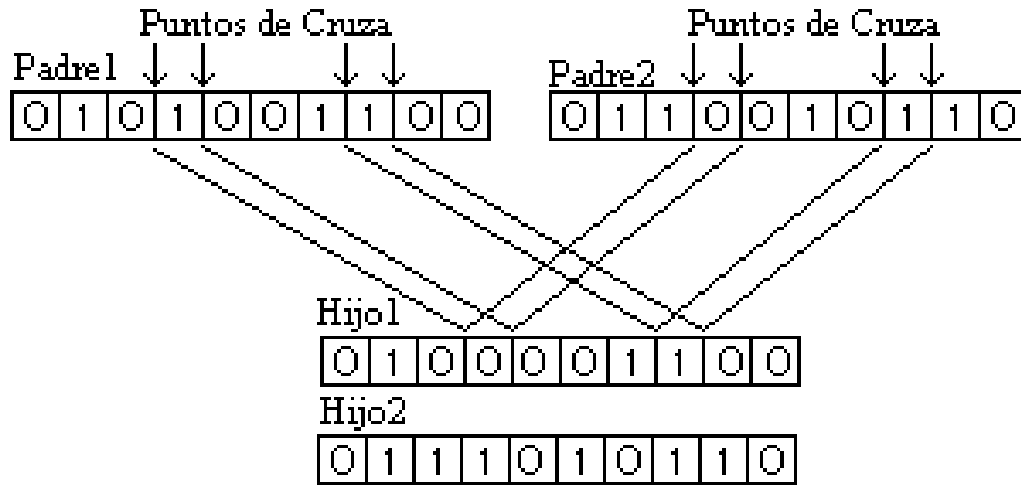 Puntos de Cruza
Puntos de Cruza
Padre1
Padre2
0 1 0 1 0 0 1 1 0 0
0 1 1 0 0 1 0 1 1 0
Hijo1
0 1 0 0 0 0 1 1 0 0
Hijo2
0 1 1 1 0 1 0 1 1 0